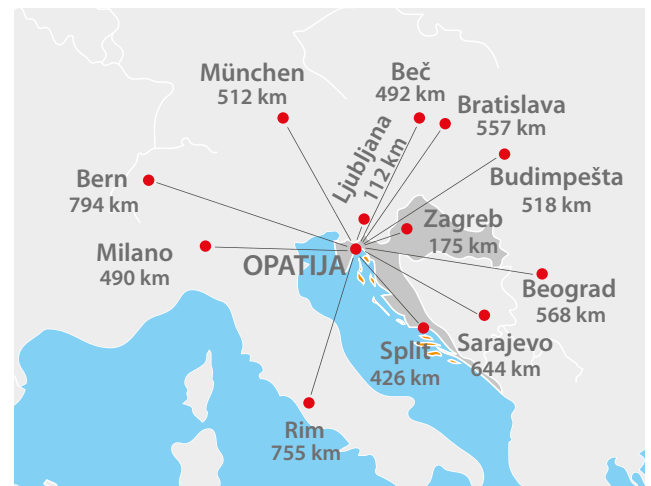 München
512 km
Beč
492 km
Bratislava
557 km
Ljubljana
112 km
Budimpešta
518 km
Bern
794 km
Zagreb
175 km
Milano
490 km
OPATIJA
Beograd
568 km
Split
426 km
Sarajevo
644 km
Rim
755 km